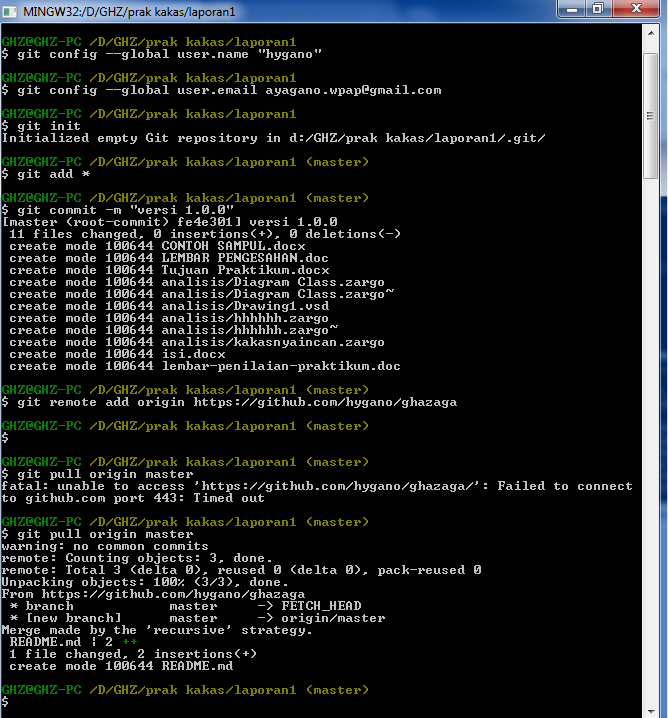 MINGW32:/D/GHZ/prak kakas/laporan1
GHZ@GHZ-PC /D/GHZ/prak kakas/laporan1
$ git config --global user.name "hygano"
GHZ@GHZ-PC /D/GHZ/prak kakas/laporan1
$ git config --global user.email ayagano.wpap@gmail.com
GHZ@GHZ-PC /D/GHZ/prak kakas/laporan1
$ git init
Initialized empty Git repository in d:/GHZ/prak kakas/laporan1/.git/
GHZ@GHZ-PC /D/GHZ/prak kakas/laporan1 (master)
$ git add *
GHZ@GHZ-PC /D/GHZ/prak kakas/laporan1 (master)
$ git commit -m "versi 1.0.0"
[master (root-commit) fe4e301] versi 1.0.0
 11 files changed, 0 insertions(+), 0 deletions(-)
 create mode 100644 CONTOH SAMPUL.docx
 create mode 100644 LEMBAR PENGESAHAN.doc
 create mode 100644 Tujuan Praktikum.docx
 create mode 100644 analisis/Diagram Class.zargo
 create mode 100644 analisis/Diagram Class.zargo~
 create mode 100644 analisis/Drawing1.vsd
 create mode 100644 analisis/hhhhhh.zargo
 create mode 100644 analisis/hhhhhh.zargo~
 create mode 100644 analisis/kakasnyaincan.zargo
 create mode 100644 isi.docx
 create mode 100644 lembar-penilaian-praktikum.doc
GHZ@GHZ-PC /D/GHZ/prak kakas/laporan1 (master)
$ git remote add origin https://github.com/hygano/ghazaga
GHZ@GHZ-PC /D/GHZ/prak kakas/laporan1 (master)
$
GHZ@GHZ-PC /D/GHZ/prak kakas/laporan1 (master)
$ git pull origin master
fatal: unable to access 'https://github.com/hygano/ghazaga/': Failed to connect
to github.com port 443: Timed out
GHZ@GHZ-PC /D/GHZ/prak kakas/laporan1 (master)
$ git pull origin master
warning: no common commits
remote: Counting objects: 3, done.
remote: Total 3 (delta 0), reused 0 (delta 0), pack-reused 0
Unpacking objects: 100% (3/3), done.
From https://github.com/hygano/ghazaga
 * branch            master     -> FETCH_HEAD
 * [new branch]      master     -> origin/master
Merge made by the 'recursive' strategy.
 README.md | 2 ++
 1 file changed, 2 insertions(+)
 create mode 100644 README.md
GHZ@GHZ-PC /D/GHZ/prak kakas/laporan1 (master)
$